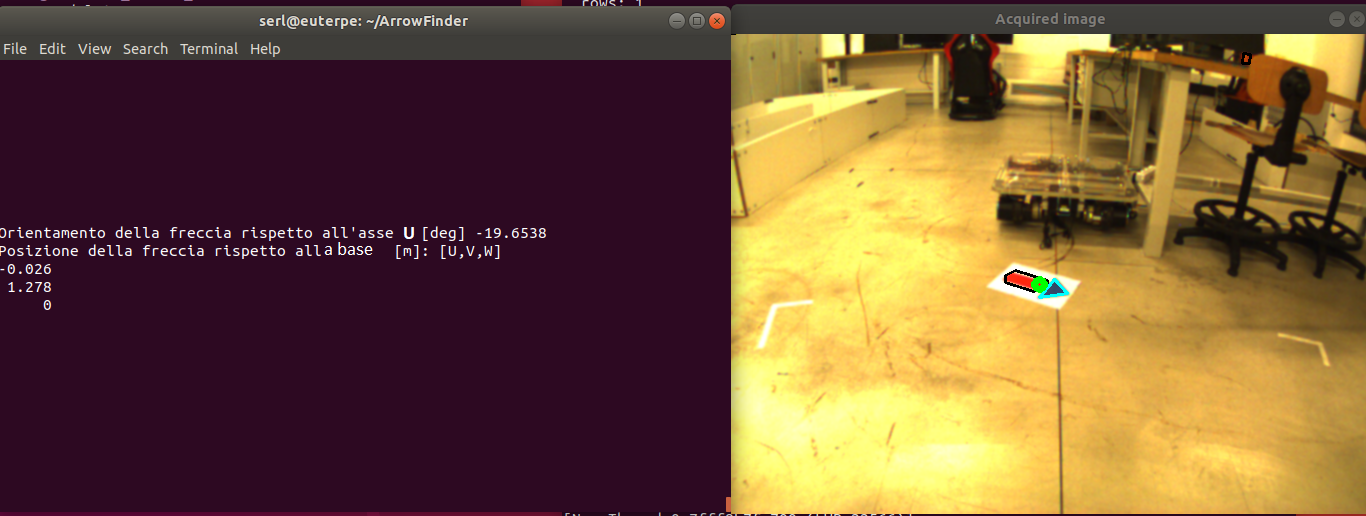 rows: 1
serl@euterpe: ~/ArrowFinder
Acquired image
File Edit View Search Terminal Help
Orientamento della freccia rispetto all'asse U [deg] -19.6538
Posizione della freccia rispetto alla base [m]: [U,V,W]
-0.026
1.278
0